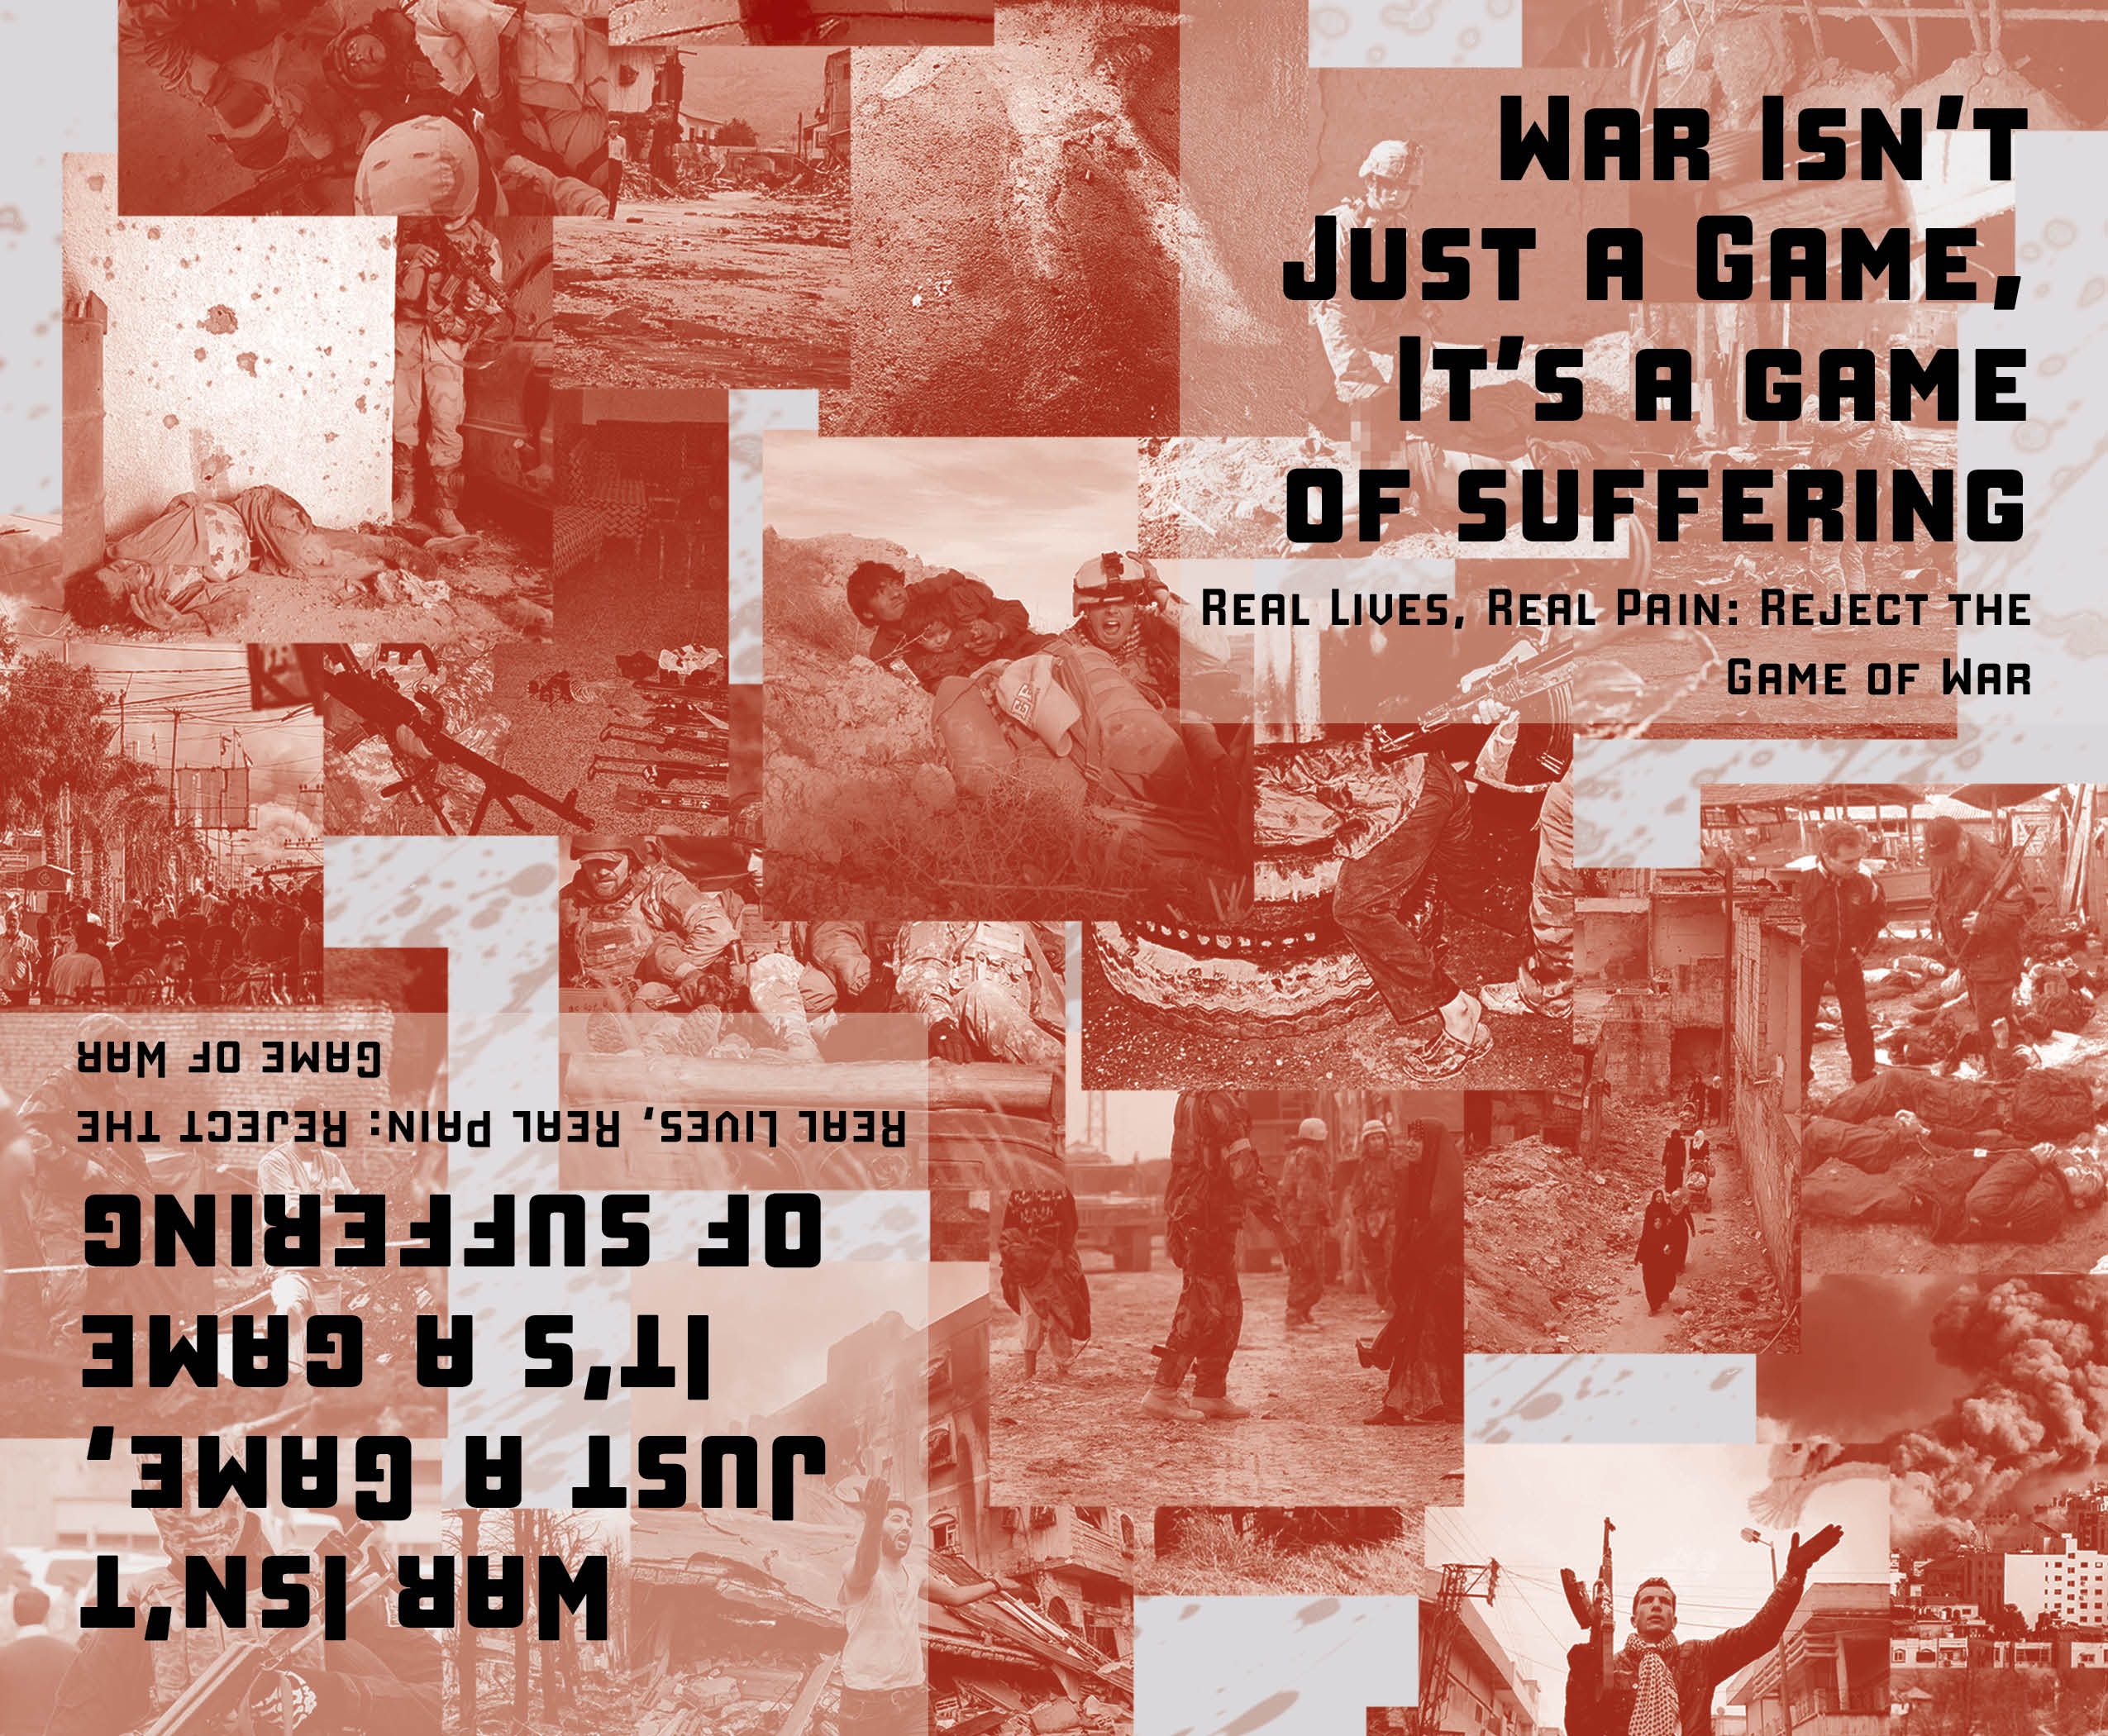 War Isn't
Just a Game,
It's a game
of suffering
Real Lives, Real Pain: Reject the
Game of War
War Isn't
Just a Game,
It's a game
of suffering
Real Lives, Real Pain: Reject the
Game of War